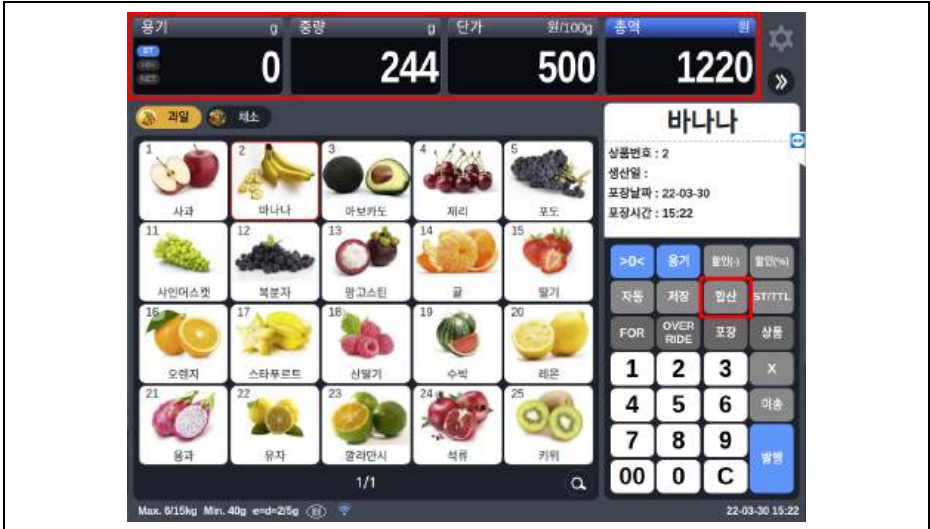 용기 g 중량 g 단가 원/100g 총액 원
ST
NET
0 244 500 1220
과일 채소
바나나
상품번호 : 2
생산일 :
포장날짜 : 22-03-30
포장시간 : 15:22
1 2 3 4 5
사과 바나나 아보카도 체리 포도
11 12 13 14 15
샤인머스캣 복분자 망고스틴 귤 딸기
16 17 18 19 20
오렌지 스타푸르트 산딸기 수박 레몬
21 22 23 24 25
용과 유자 깔라만시 석류 키위
1/1
>0< 용기 할인(-) 할인(%)
자동 저장 합산 ST/TTL
FOR OVER RIDE 포장 상품
1 2 3 X
4 5 6 이송
7 8 9 발행
00 0 C
Max. 6/15kg Min. 40g e=d=2/5g 22-03-30 15:22